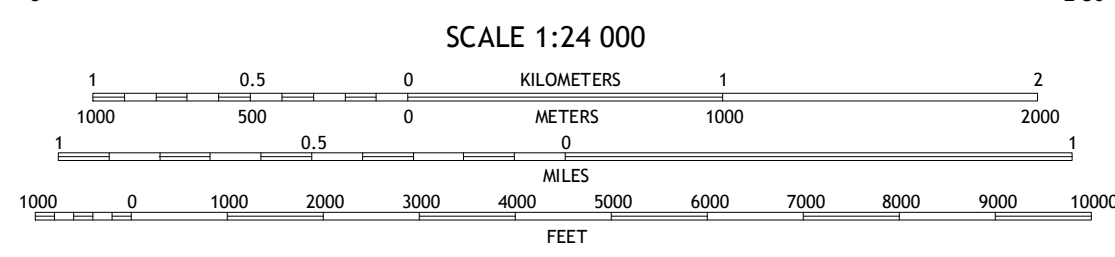 SCALE 1:24 000
1 0.5 0 KILOMETERS 1 2
1000 500 0 METERS 1000 2000
1 0.5 0 1
MILES
1000 0 1000 2000 3000 4000 5000 6000 7000 8000 9000 10000
FEET